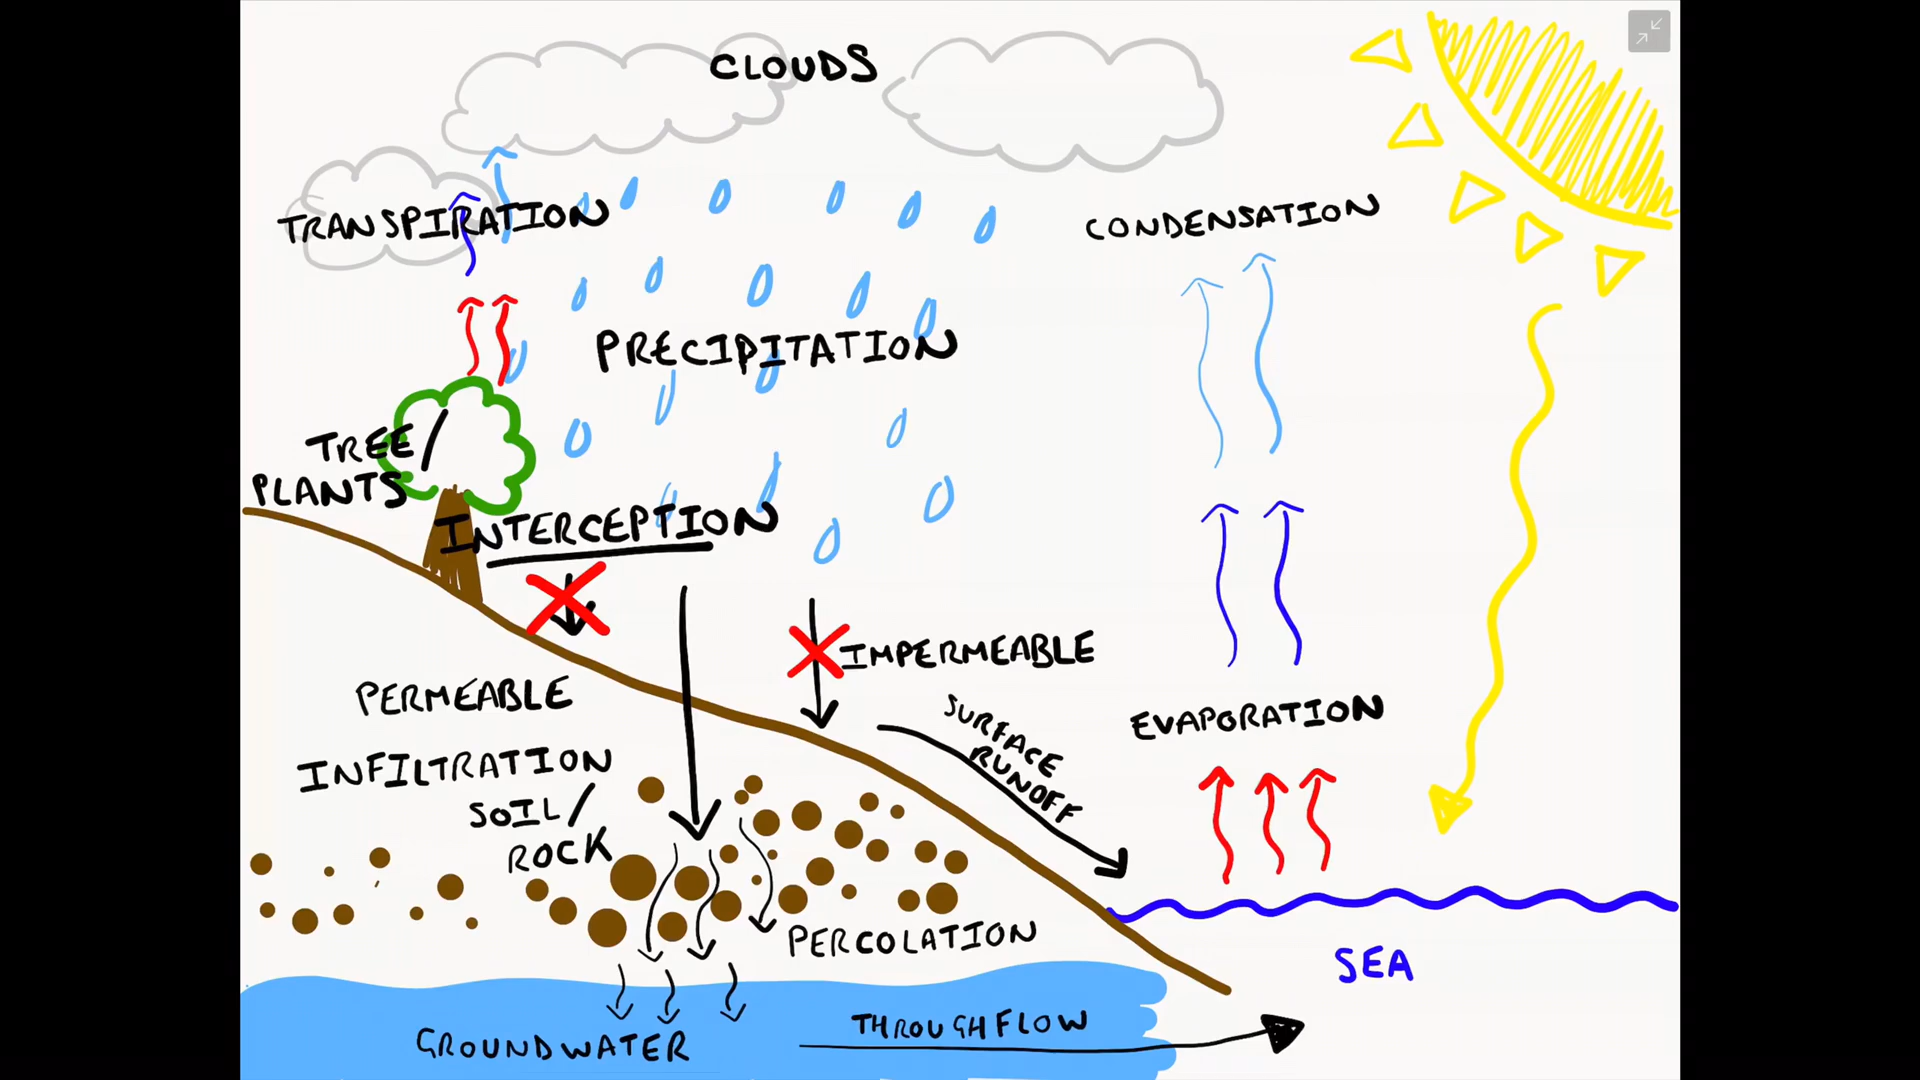 CLOUDS
TRANSPIRATION
CONDENSATION
PRECIPITATION
TREE/
PLANTS
INTERCEPTION
IMPERMEABLE
PERMEABLE
SURFACE
RUNOFF
EVAPORATION
INFILTRATION
SOIL/
ROCK
PERCOLATION
SEA
THROUGHFLOW
GROUNDWATER